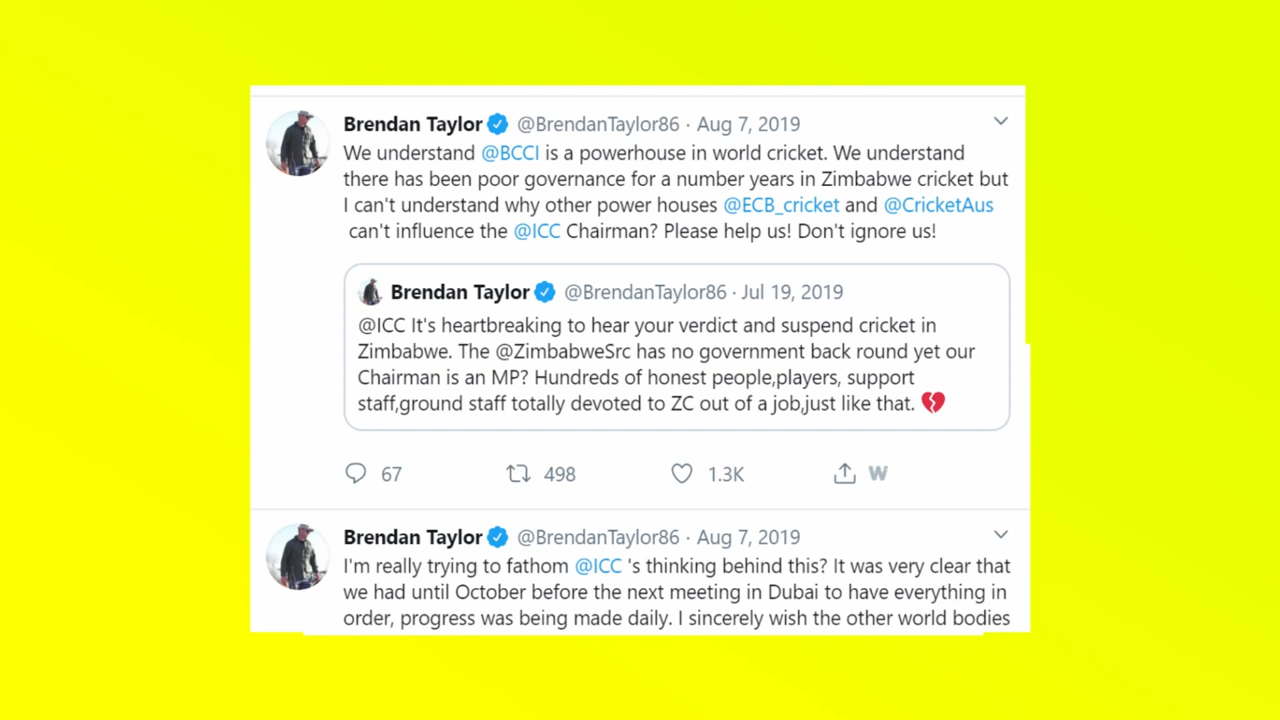 Brendan Taylor @BrendanTaylor86 · Aug 7, 2019
We understand @BCCI is a powerhouse in world cricket. We understand
there has been poor governance for a number years in Zimbabwe cricket but
I can't understand why other power houses @ECB_cricket and @CricketAus
can't influence the @ICC Chairman? Please help us! Don't ignore us!
Brendan Taylor @BrendanTaylor86 · Jul 19, 2019
@ICC It's heartbreaking to hear your verdict and suspend cricket in
Zimbabwe. The @ZimbabweSrc has no government back round yet our
Chairman is an MP? Hundreds of honest people,players, support
staff,ground staff totally devoted to ZC out of a job,just like that. 💔
67 498 1.3K W
Brendan Taylor @BrendanTaylor86 · Aug 7, 2019
I'm really trying to fathom @ICC 's thinking behind this? It was very clear that
we had until October before the next meeting in Dubai to have everything in
order, progress was being made daily. I sincerely wish the other world bodies